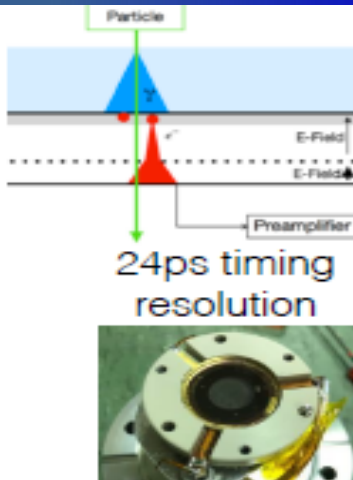 Particle
γ
e⁻
E-Field
E-Field
Preamplifier
24ps timing
resolution